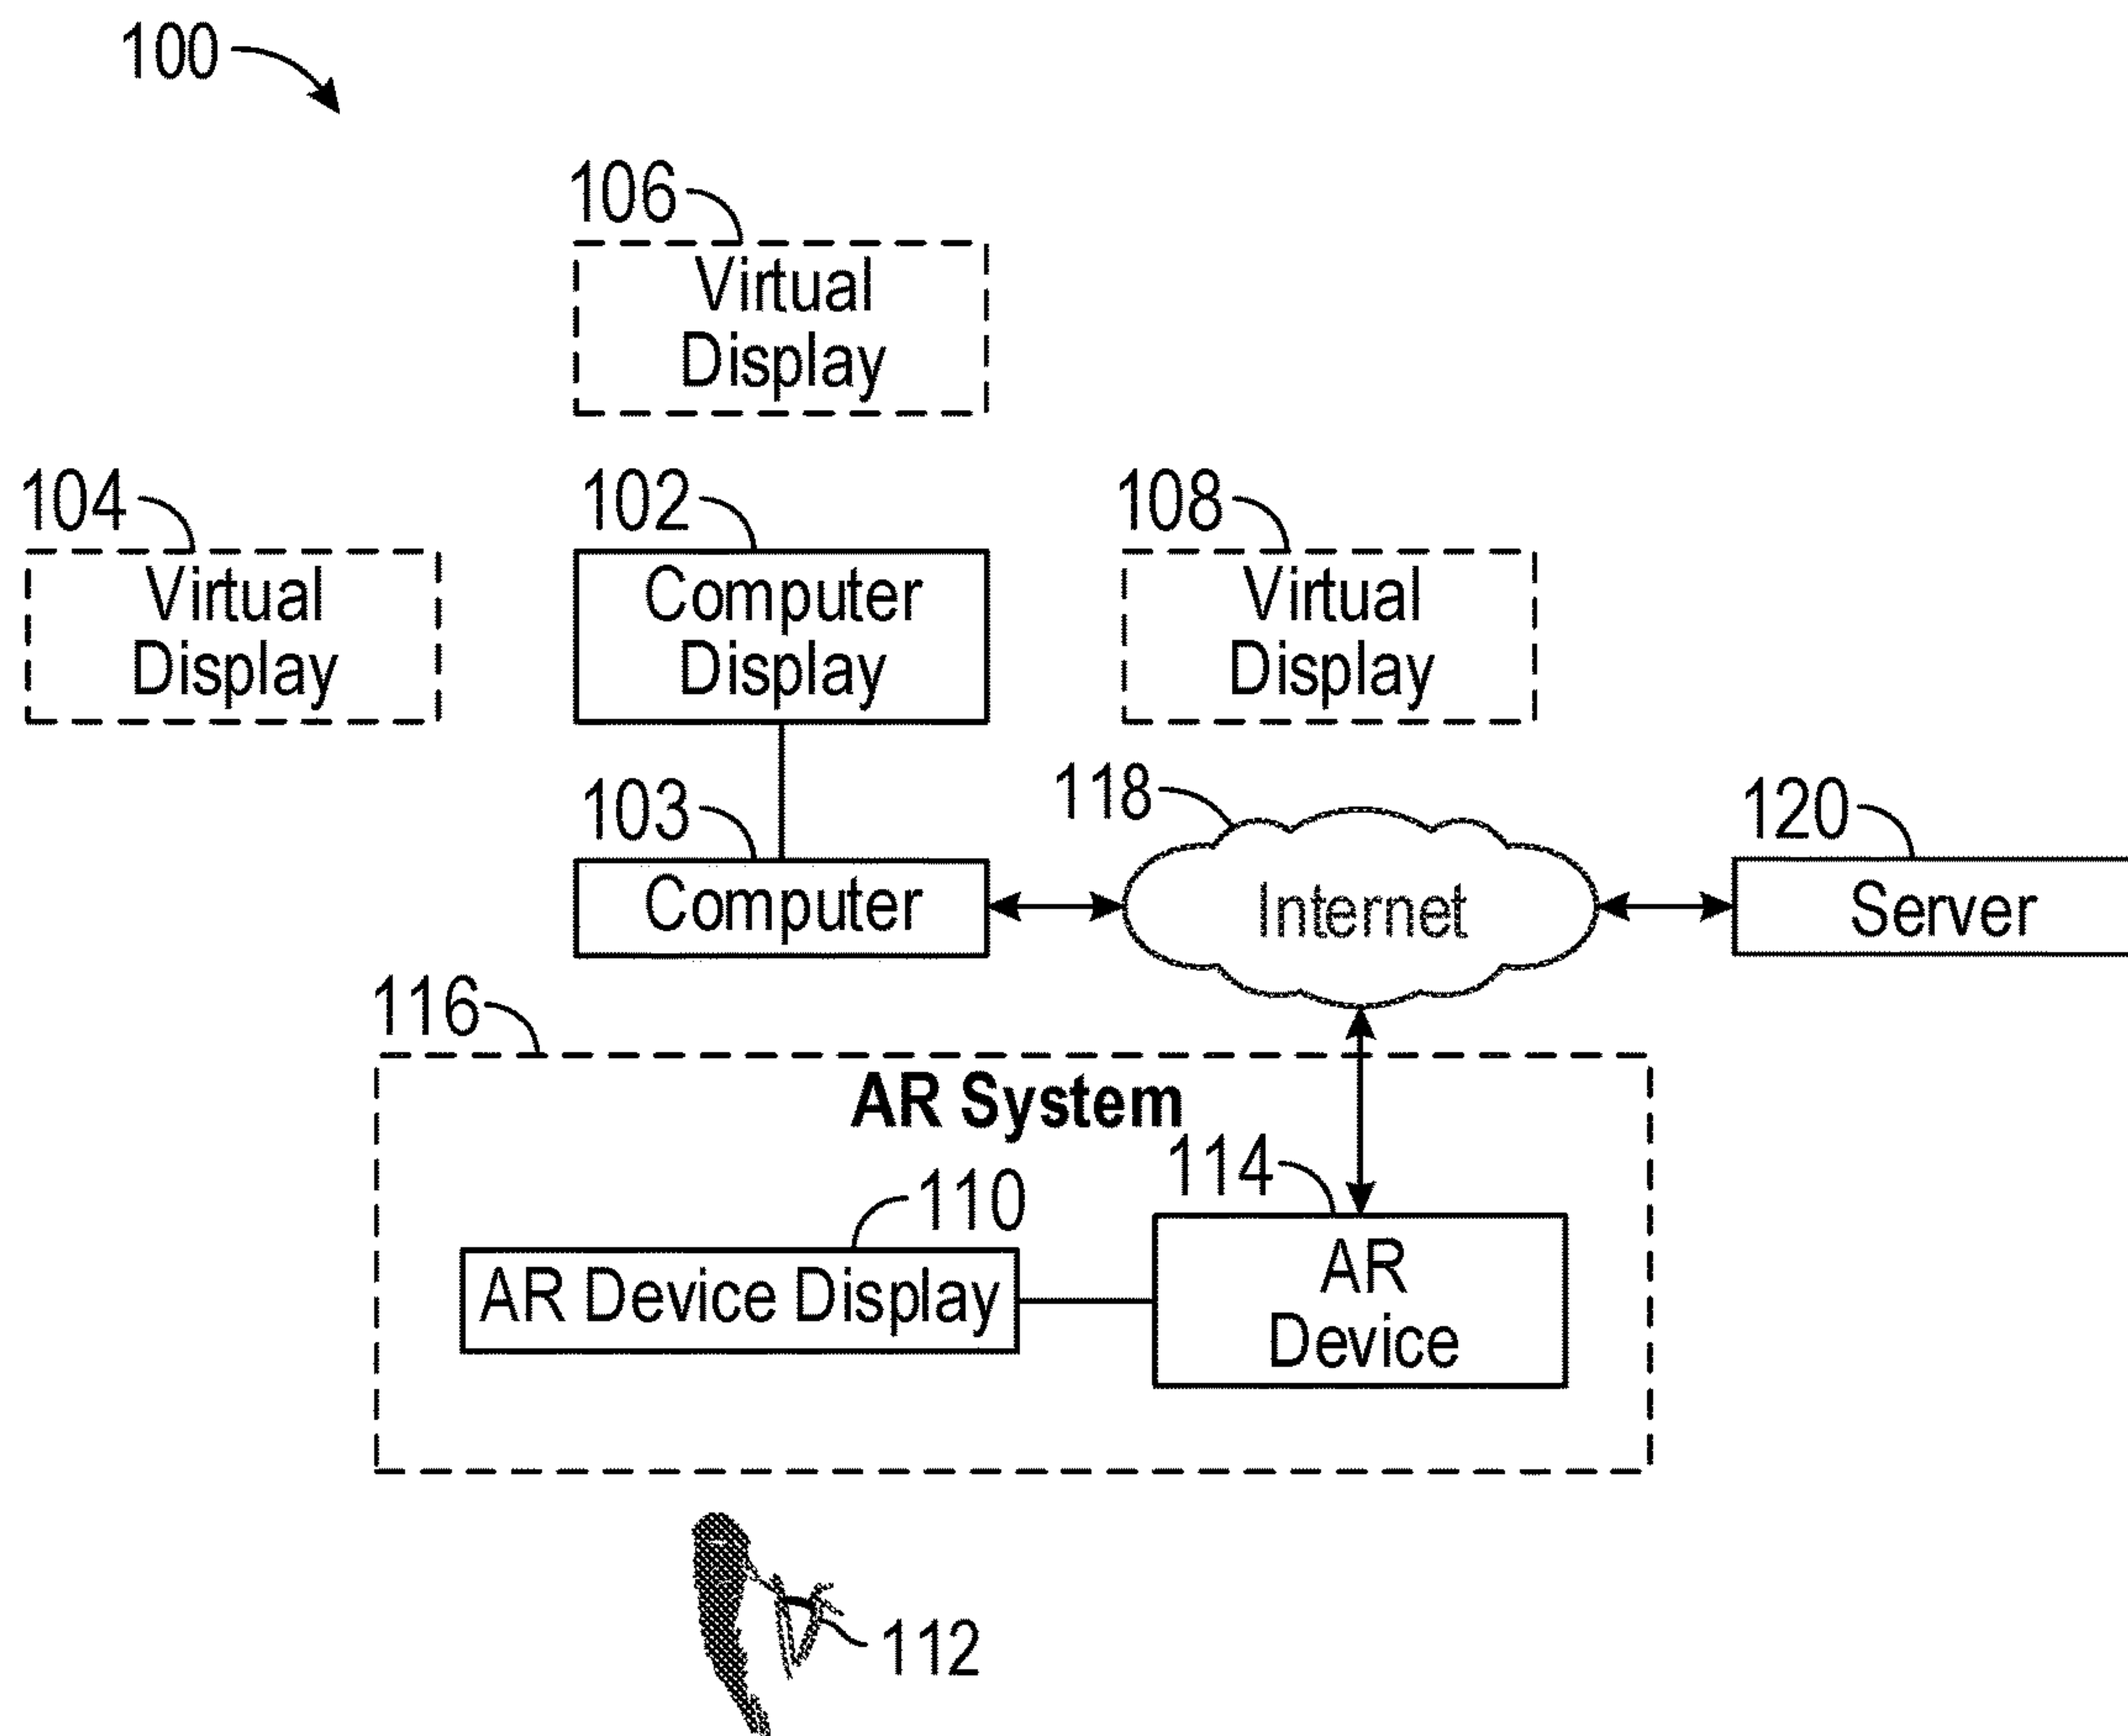 100
106
Virtual
Display
104
Virtual
Display
102
Computer
Display
108
Virtual
Display
103
Computer
118
Internet
120
Server
116
AR System
110
AR Device Display
114
AR
Device
112